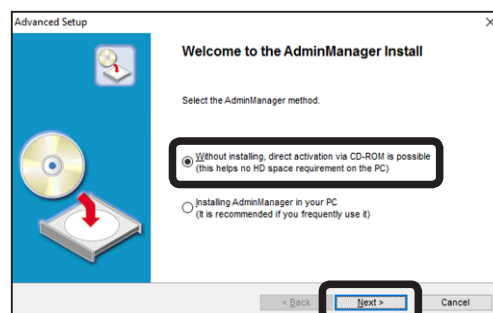 Advanced Setup
Welcome to the AdminManager Install
Select the AdminManager method.
Without installing, direct activation via CD-ROM is possible
(this helps no HD space requirement on the PC)
Installing AdminManager in your PC
(It is recommended if you frequently use it)
< Back
Next >
Cancel